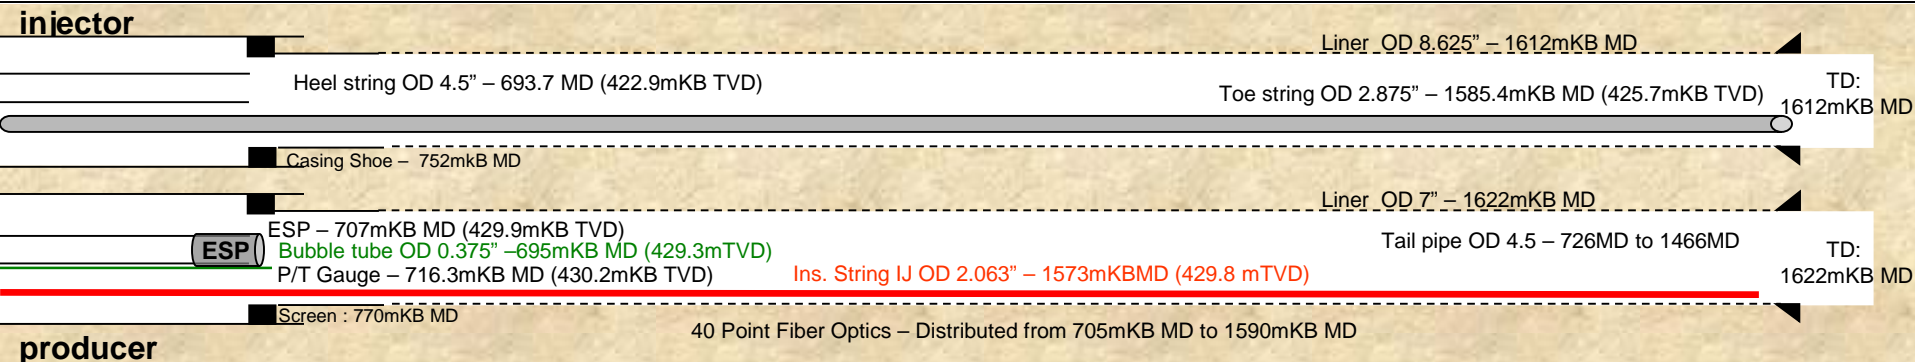 injector
Liner OD 8.625” – 1612mKB MD
Heel string OD 4.5” – 693.7 MD (422.9mKB TVD)
Toe string OD 2.875” – 1585.4mKB MD (425.7mKB TVD)
TD:
1612mKB MD
Casing Shoe – 752mkB MD
Liner OD 7” – 1622mKB MD
ESP – 707mKB MD (429.9mKB TVD)
ESP
Bubble tube OD 0.375” –695mKB MD (429.3mTVD)
Tail pipe OD 4.5 – 726MD to 1466MD
TD:
1622mKB MD
P/T Gauge – 716.3mKB MD (430.2mKB TVD)
Ins. String IJ OD 2.063” – 1573mKBMD (429.8 mTVD)
Screen : 770mKB MD
40 Point Fiber Optics – Distributed from 705mKB MD to 1590mKB MD
producer